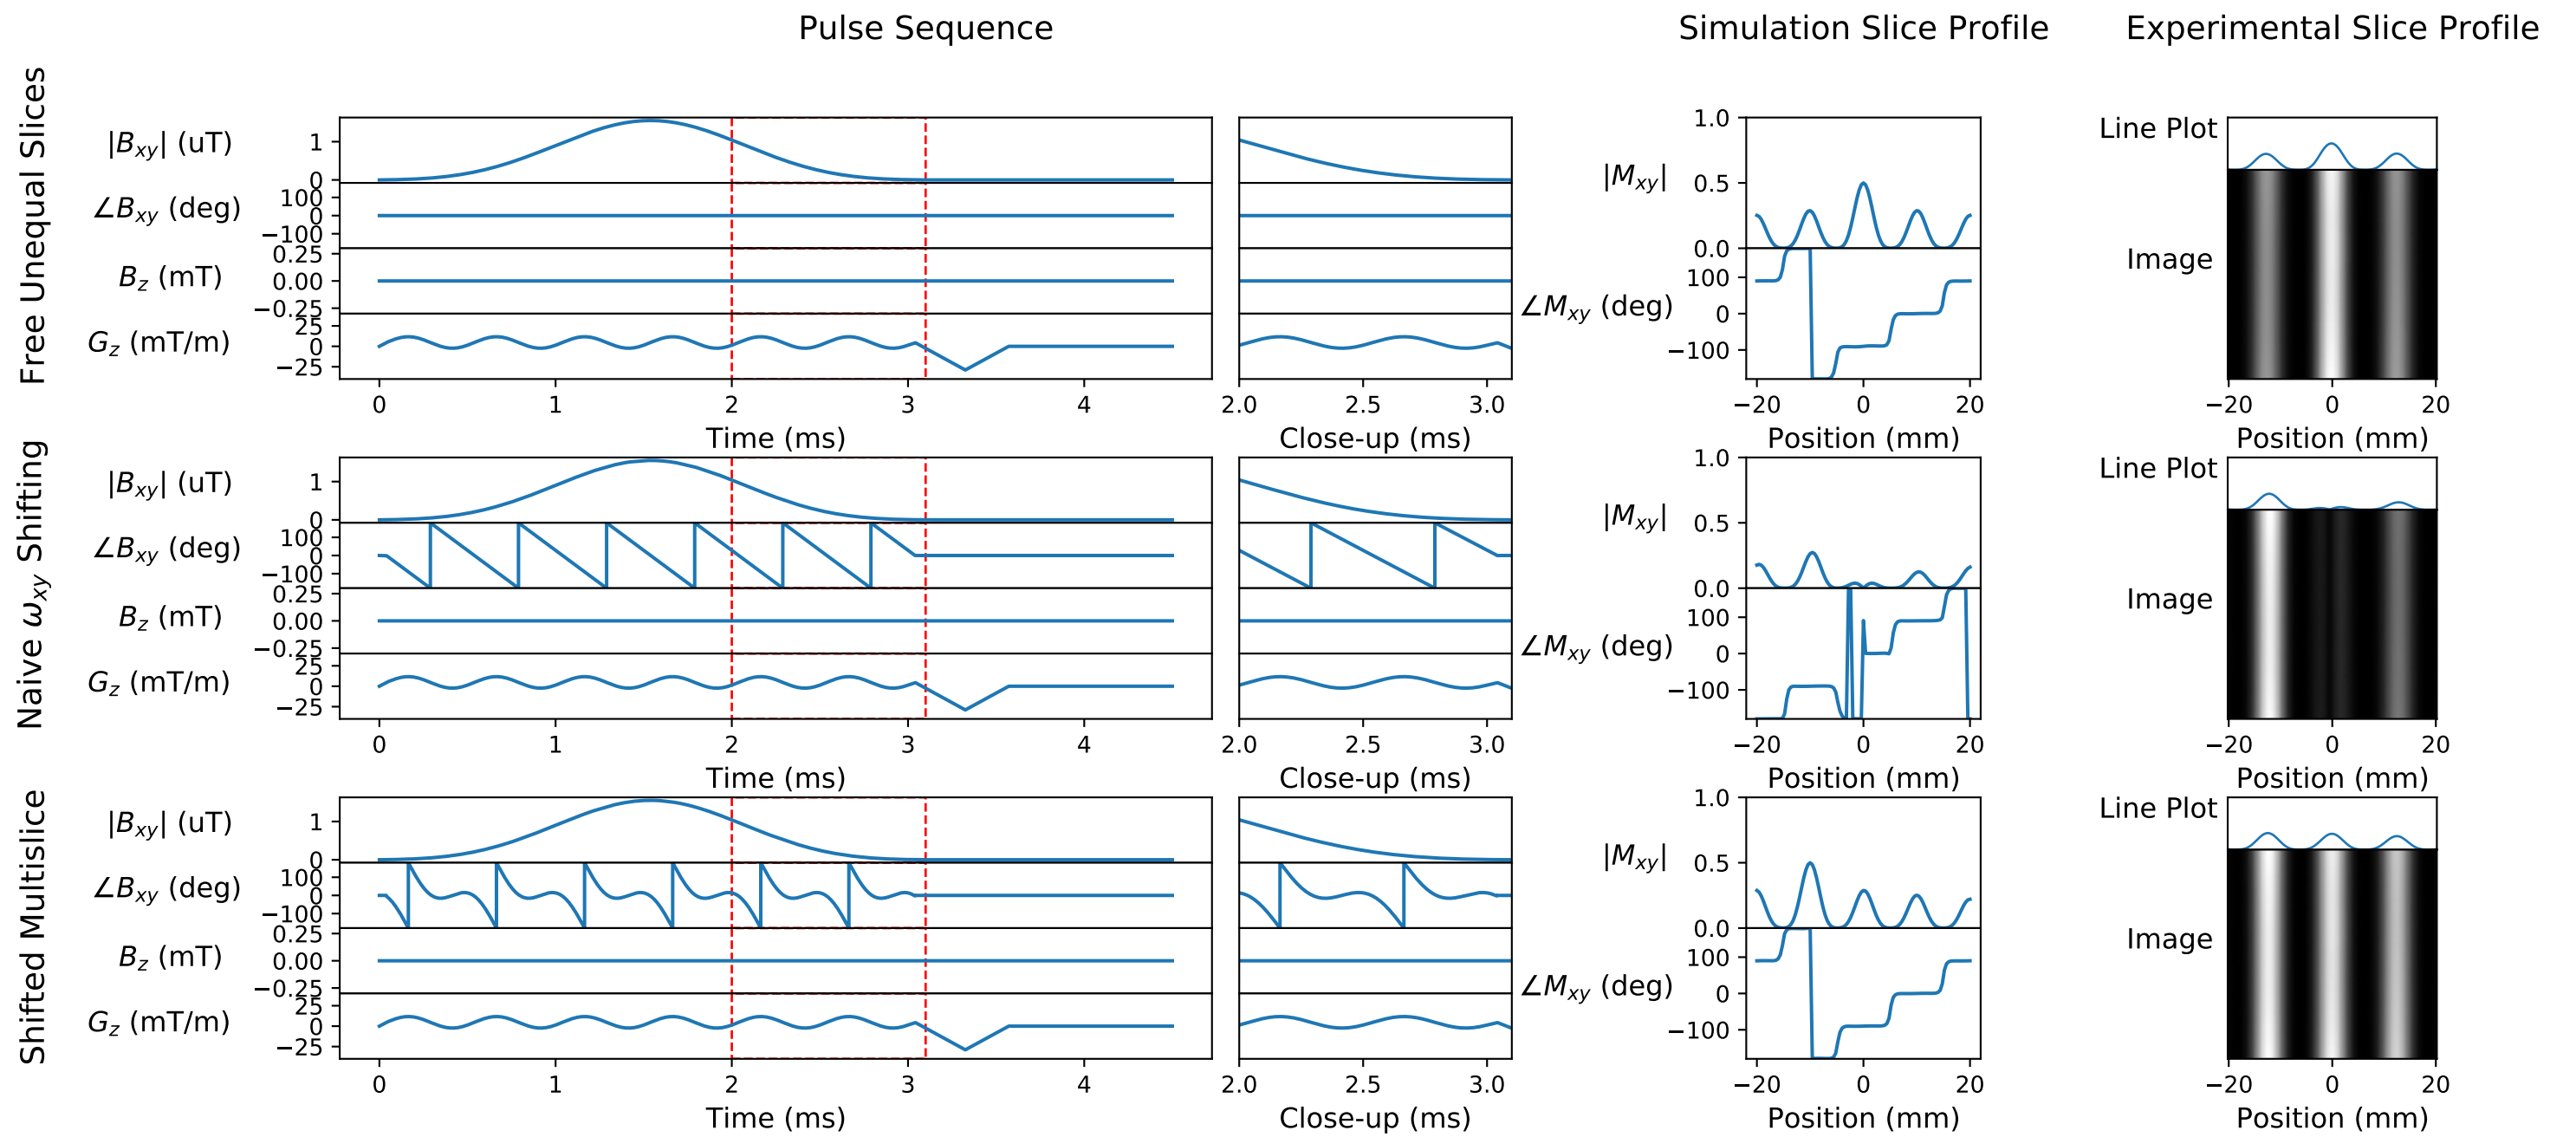 Pulse Sequence
Simulation Slice Profile
Experimental Slice Profile
Free Unequal Slices
|Bxy| (uT)
1
0
∠Bxy (deg)
100
0
−100
Bz (mT)
0.25
0.00
−0.25
Gz (mT/m)
25
0
−25
0 1 2 3 4
Time (ms)
2.0 2.5 3.0
Close-up (ms)
|Mxy|
1.0
0.5
0.0
∠Mxy (deg)
100
0
−100
−20 0 20
Position (mm)
Line Plot
Image
−20 0 20
Position (mm)
Naive ωxy Shifting
|Bxy| (uT)
1
0
∠Bxy (deg)
100
0
−100
Bz (mT)
0.25
0.00
−0.25
Gz (mT/m)
25
0
−25
0 1 2 3 4
Time (ms)
2.0 2.5 3.0
Close-up (ms)
|Mxy|
1.0
0.5
0.0
∠Mxy (deg)
100
0
−100
−20 0 20
Position (mm)
Line Plot
Image
−20 0 20
Position (mm)
Shifted Multislice
|Bxy| (uT)
1
0
∠Bxy (deg)
100
0
−100
Bz (mT)
0.25
0.00
−0.25
Gz (mT/m)
25
0
−25
0 1 2 3 4
Time (ms)
2.0 2.5 3.0
Close-up (ms)
|Mxy|
1.0
0.5
0.0
∠Mxy (deg)
100
0
−100
−20 0 20
Position (mm)
Line Plot
Image
−20 0 20
Position (mm)